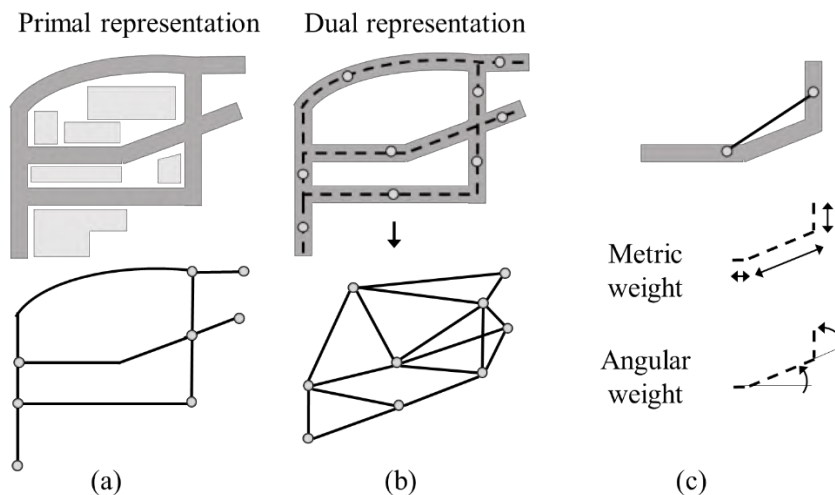 Primal representation
Dual representation
Metric
weight
Angular
weight
(a)
(b)
(c)